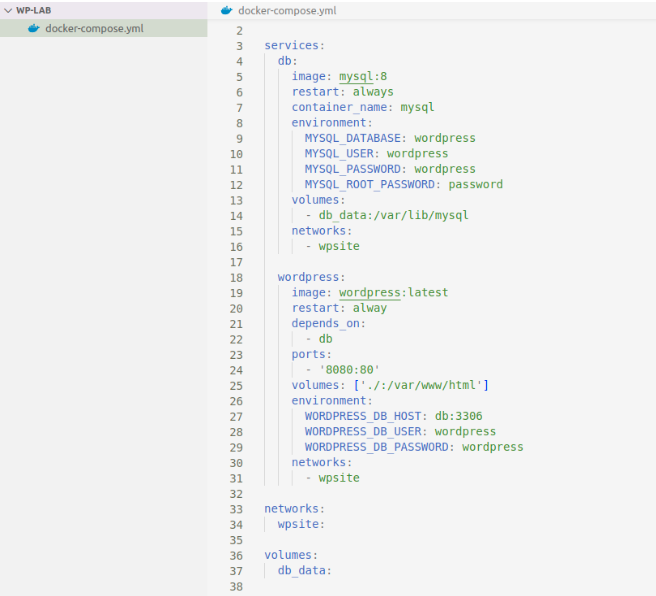 WP-LAB
docker-compose.yml
docker-compose.yml
2
3 services:
4 db:
5 image: mysql:8
6 restart: always
7 container_name: mysql
8 environment:
9 MYSQL_DATABASE: wordpress
10 MYSQL_USER: wordpress
11 MYSQL_PASSWORD: wordpress
12 MYSQL_ROOT_PASSWORD: password
13 volumes:
14 - db_data:/var/lib/mysql
15 networks:
16 - wpsite
17
18 wordpress:
19 image: wordpress:latest
20 restart: alway
21 depends_on:
22 - db
23 ports:
24 - '8080:80'
25 volumes: ['./:/var/www/html']
26 environment:
27 WORDPRESS_DB_HOST: db:3306
28 WORDPRESS_DB_USER: wordpress
29 WORDPRESS_DB_PASSWORD: wordpress
30 networks:
31 - wpsite
32
33 networks:
34 wpsite:
35
36 volumes:
37 db_data:
38